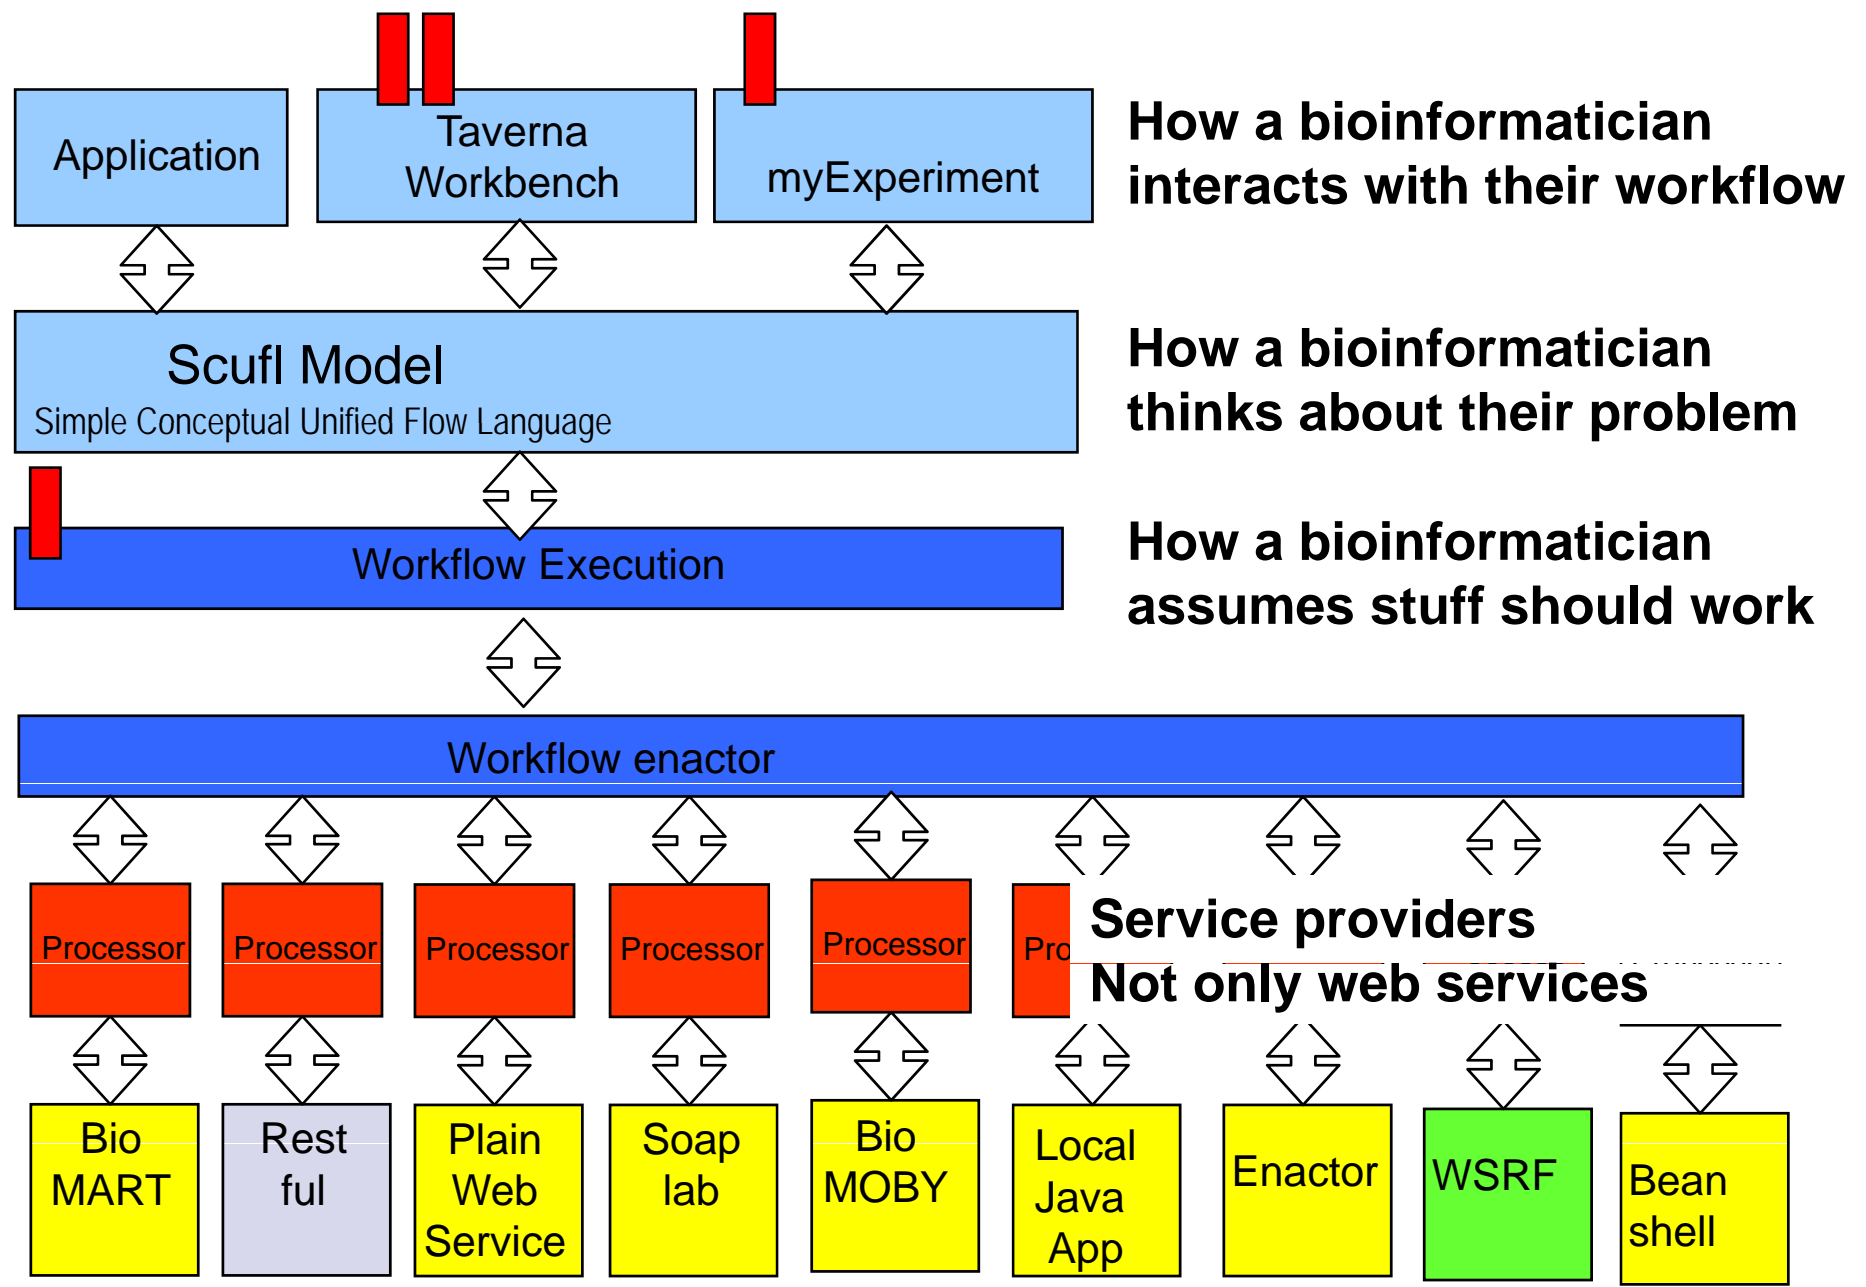 Application
Taverna
Workbench
myExperiment
How a bioinformatician
interacts with their workflow
Scufl Model
Simple Conceptual Unified Flow Language
How a bioinformatician
thinks about their problem
Workflow Execution
How a bioinformatician
assumes stuff should work
Workflow enactor
Processor
Processor
Processor
Processor
Processor
Pro
Service providers
Not only web services
Bio
MART
Rest
ful
Plain
Web
Service
Soap
lab
Bio
MOBY
Local
Java
App
Enactor
WSRF
Bean
shell